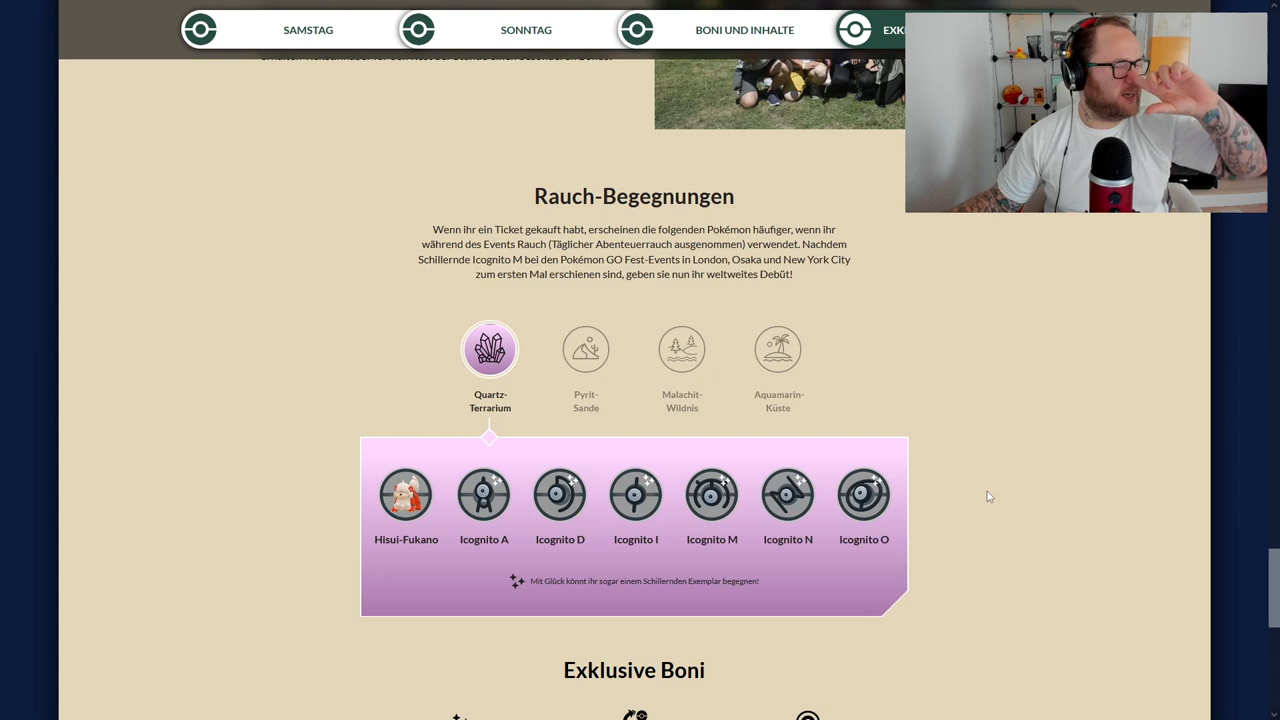 SAMSTAG
SONNTAG
BONI UND INHALTE
Rauch-Begegnungen
Wenn ihr ein Ticket gekauft habt, erscheinen die folgenden Pokémon häufiger, wenn ihr
während des Events Rauch (Täglicher Abenteuerrauch ausgenommen) verwendet. Nachdem
Schillernde Icognito M bei den Pokémon GO Fest-Events in London, Osaka und New York City
zum ersten Mal erschienen sind, geben sie nun ihr weltweites Debüt!
Quartz-
Terrarium
Pyrit-
Sande
Malachit-
Wildnis
Aquamarin-
Küste
Hisui-Fukano
Icognito A
Icognito D
Icognito I
Icognito M
Icognito N
Icognito O
Mit Glück könnt ihr sogar einem Schillernden Exemplar begegnen!
Exklusive Boni